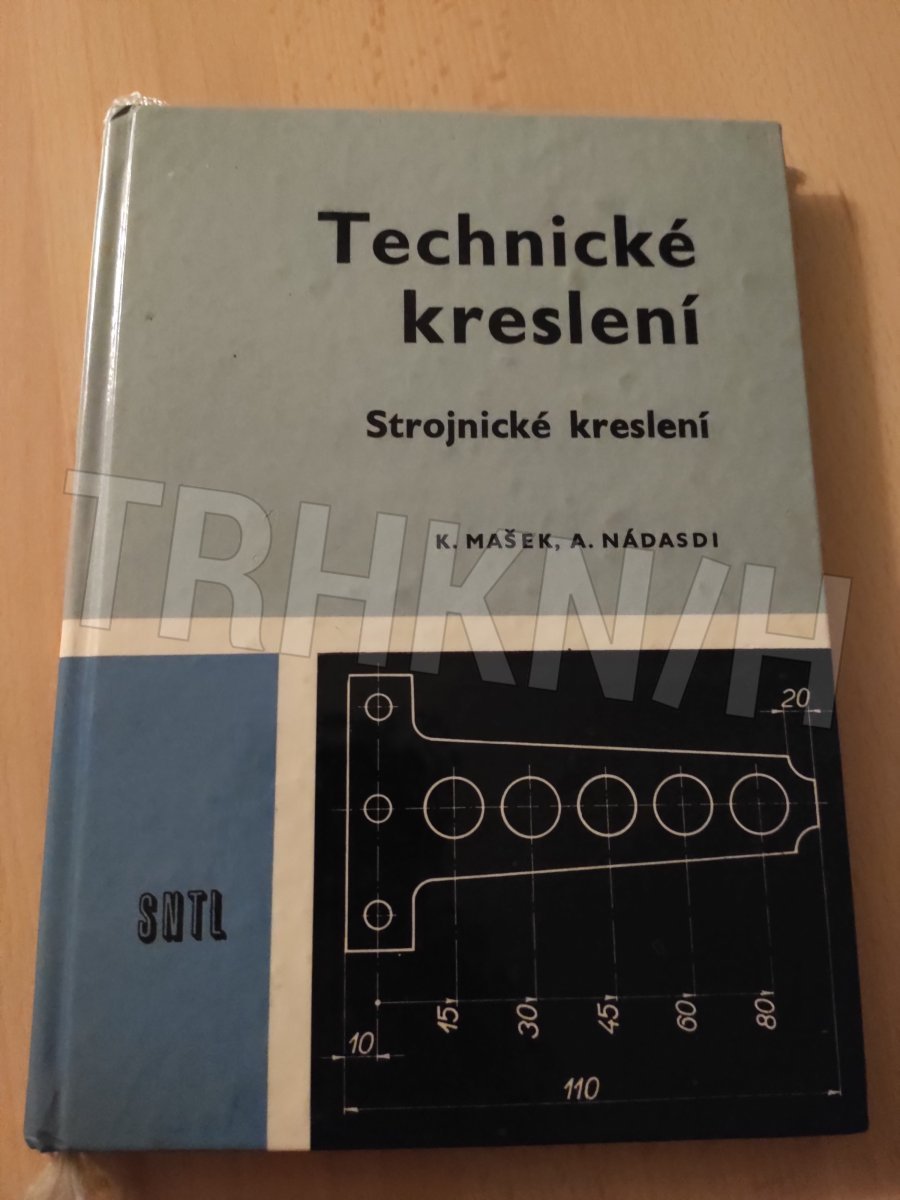 Technické
kreslení
Strojnické kreslení
K. MAŠEK, A. NÁDASDI
TRHKNIH
20
SNTL
15
30
45
60
80
10
110